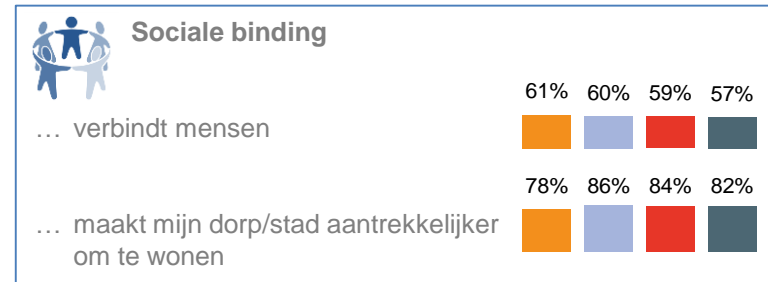 Sociale binding
61% 60% 59% 57%
… verbindt mensen
78% 86% 84% 82%
… maakt mijn dorp/stad aantrekkelijker
om te wonen